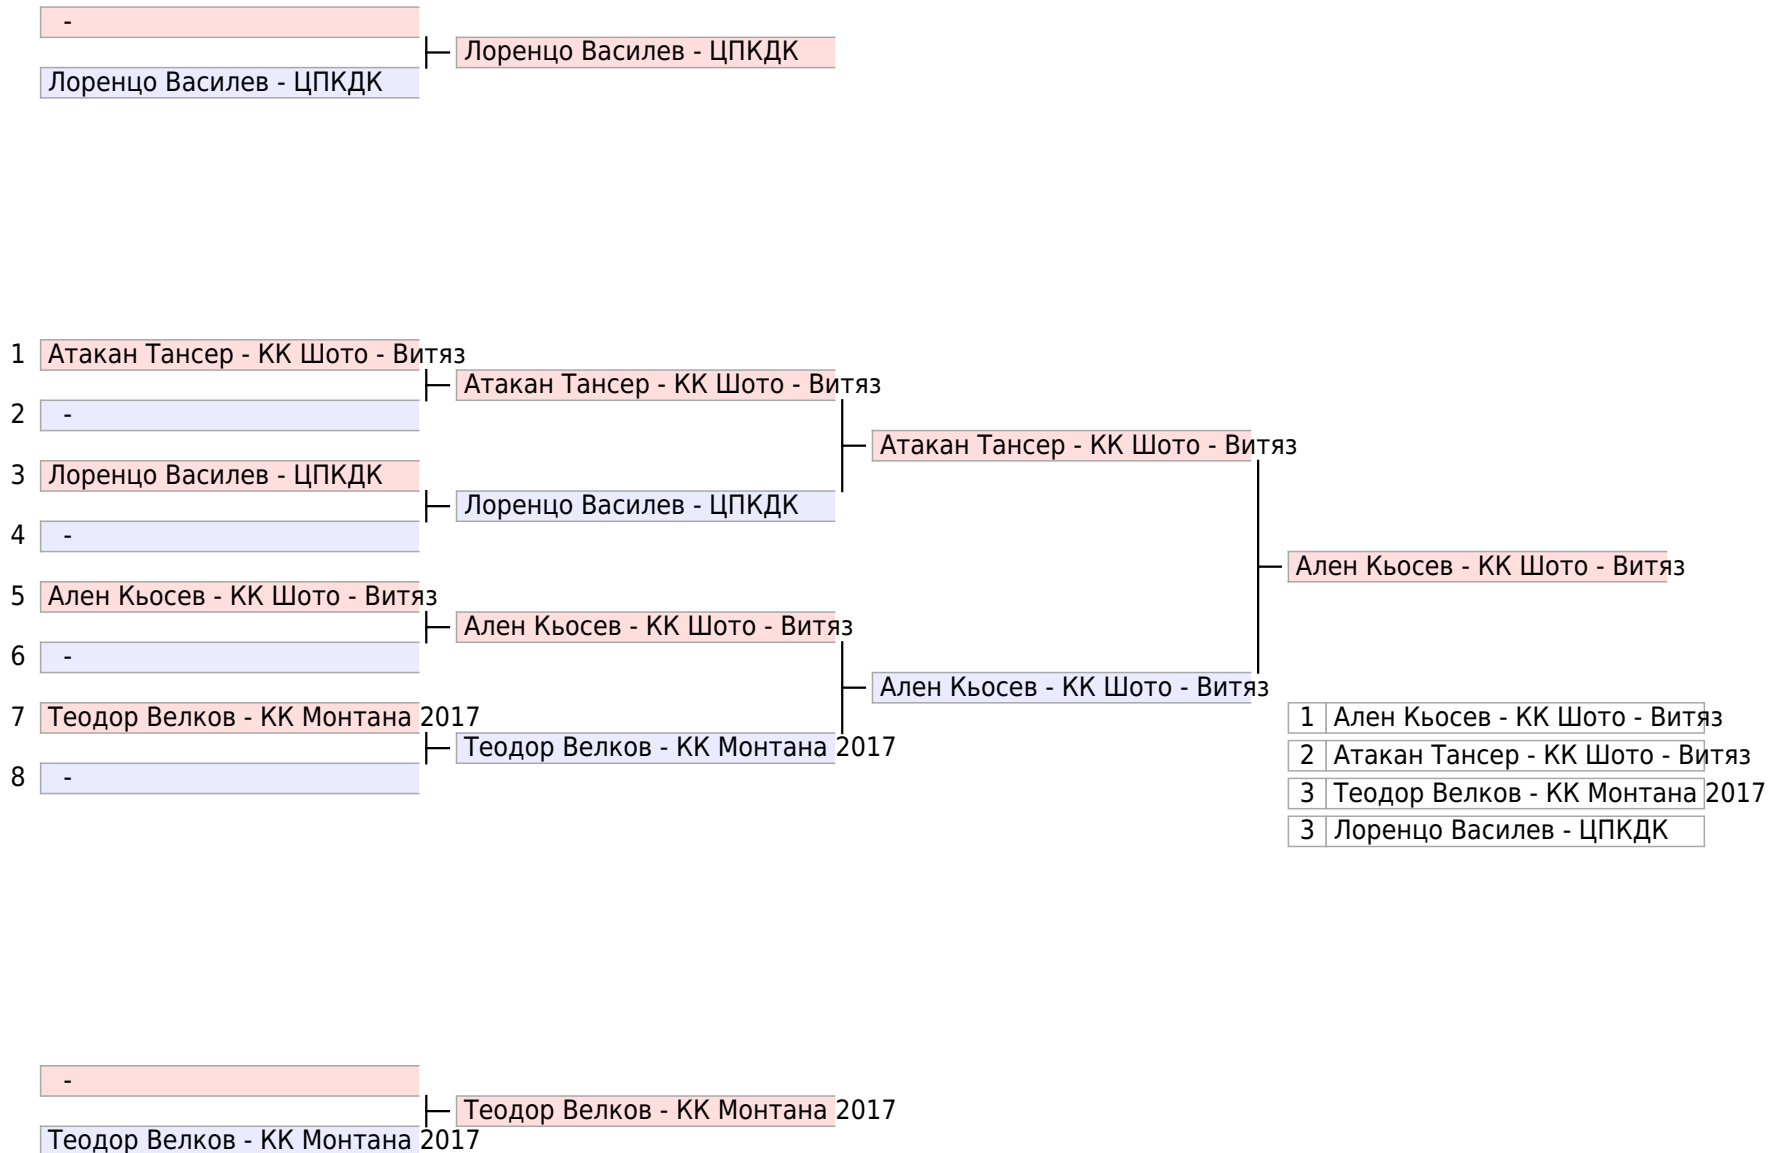 -
Лоренцо Василев - ЦПКДК
Лоренцо Василев - ЦПКДК
1 Атакан Тансер - КК Шото - Витяз
Атакан Тансер - КК Шото - Витяз
2 -
Атакан Тансер - КК Шото - Витяз
3 Лоренцо Василев - ЦПКДК
Лоренцо Василев - ЦПКДК
4 -
Ален Кьосев - КК Шото - Витяз
5 Ален Кьосев - КК Шото - Витяз
Ален Кьосев - КК Шото - Витяз
6 -
Ален Кьосев - КК Шото - Витяз
7 Теодор Велков - КК Монтана 2017
1 Ален Кьосев - КК Шото - Витяз
Теодор Велков - КК Монтана 2017
2 Атакан Тансер - КК Шото - Витяз
8 -
3 Теодор Велков - КК Монтана 2017
3 Лоренцо Василев - ЦПКДК
-
Теодор Велков - КК Монтана 2017
Теодор Велков - КК Монтана 2017